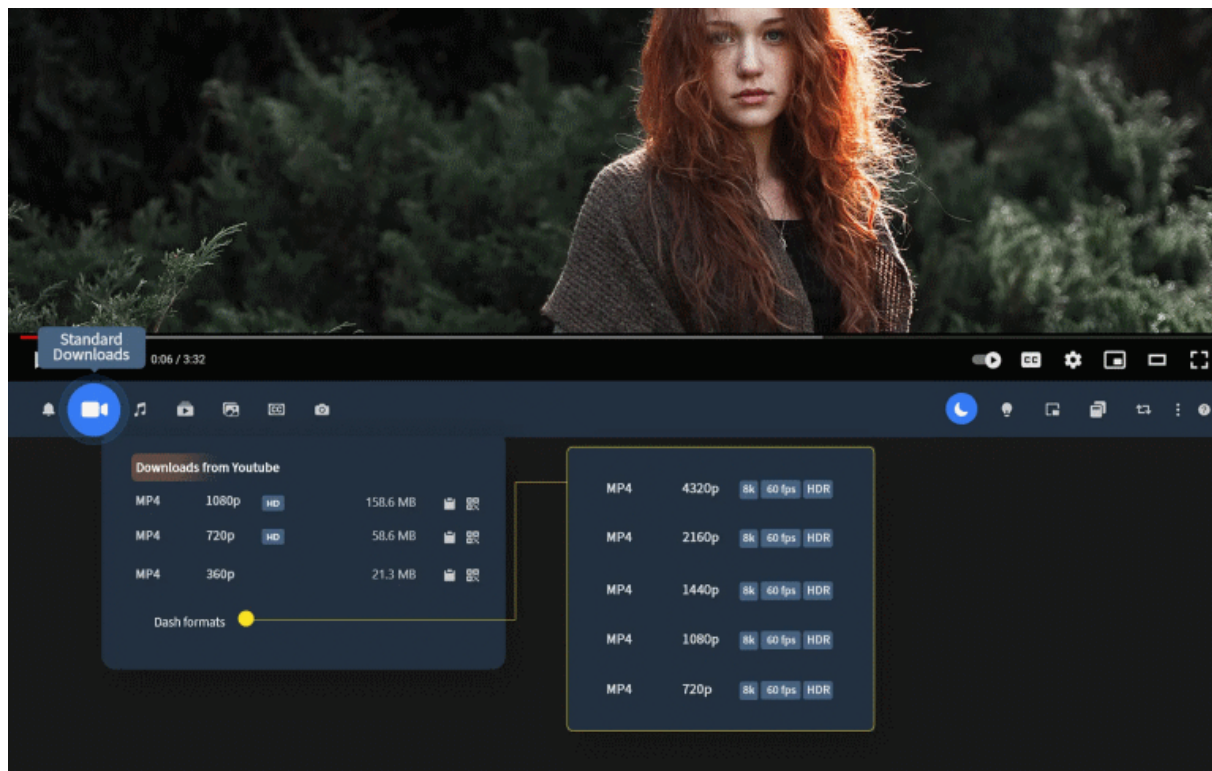 Standard
Downloads
0:06 / 3:32
CC
CC
Downloads from Youtube
MP4 1080p HD 158.6 MB
MP4 720p HD 58.6 MB
MP4 360p 21.3 MB
Dash formats
MP4 4320p 8k 60 fps HDR
MP4 2160p 8k 60 fps HDR
MP4 1440p 8k 60 fps HDR
MP4 1080p 8k 60 fps HDR
MP4 720p 8k 60 fps HDR